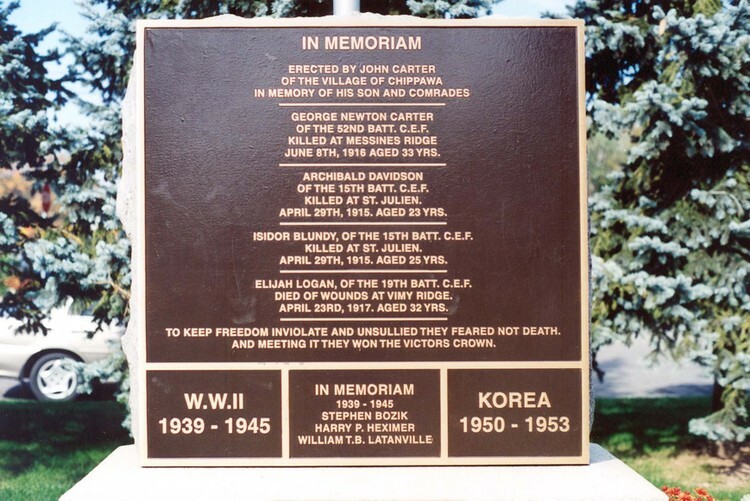 IN MEMORIAM
ERECTED BY JOHN CARTER
OF THE VILLAGE OF CHIPPAWA
IN MEMORY OF HIS SON AND COMRADES
GEORGE NEWTON CARTER
OF THE 52ND BATT. C.E.F.
KILLED AT MESSINES RIDGE
JUNE 8TH, 1916 AGED 33 YRS.
ARCHIBALD DAVIDSON
OF THE 15TH BATT. C.E.F.
KILLED AT ST. JULIEN.
APRIL 29TH, 1915. AGED 23 YRS.
ISIDOR BLUNDY, OF THE 15TH BATT. C.E.F.
KILLED AT ST. JULIEN.
APRIL 29TH, 1915. AGED 25 YRS.
ELIJAH LOGAN, OF THE 19TH BATT. C.E.F.
DIED OF WOUNDS AT VIMY RIDGE.
APRIL 23RD, 1917. AGED 32 YRS.
TO KEEP FREEDOM INVIOLATE AND UNSULLIED THEY FEARED NOT DEATH.
AND MEETING IT THEY WON THE VICTORS CROWN.
W.W.II
1939 - 1945
IN MEMORIAM
1939 - 1945
STEPHEN BOZIK
HARRY P. HEXIMER
WILLIAM T.B. LATANVILLE
KOREA
1950 - 1953